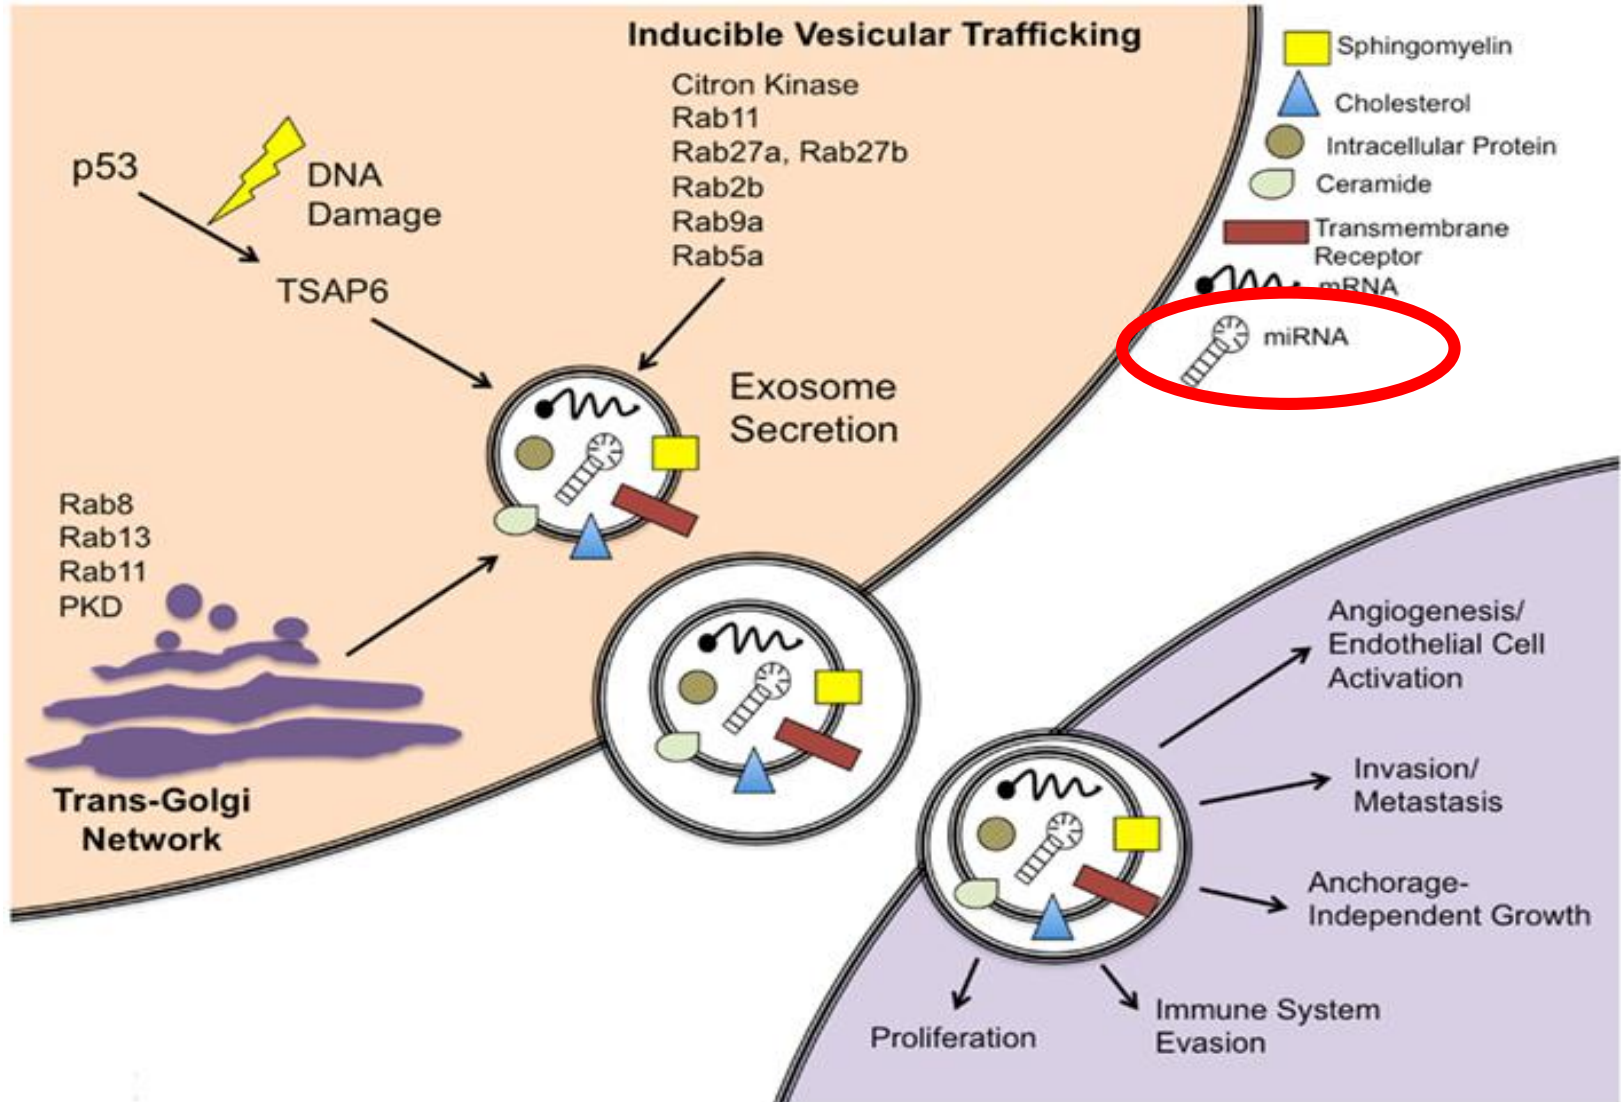 Inducible Vesicular Trafficking
Citron Kinase
Rab11
Rab27a, Rab27b
Rab2b
Rab9a
Rab5a
p53
DNA
Damage
TSAP6
Exosome
Secretion
Rab8
Rab13
Rab11
PKD
Trans-Golgi
Network
Sphingomyelin
Cholesterol
Intracellular Protein
Ceramide
Transmembrane
Receptor
mRNA
miRNA
Angiogenesis/
Endothelial Cell
Activation
Invasion/
Metastasis
Anchorage-
Independent Growth
Immune System
Evasion
Proliferation